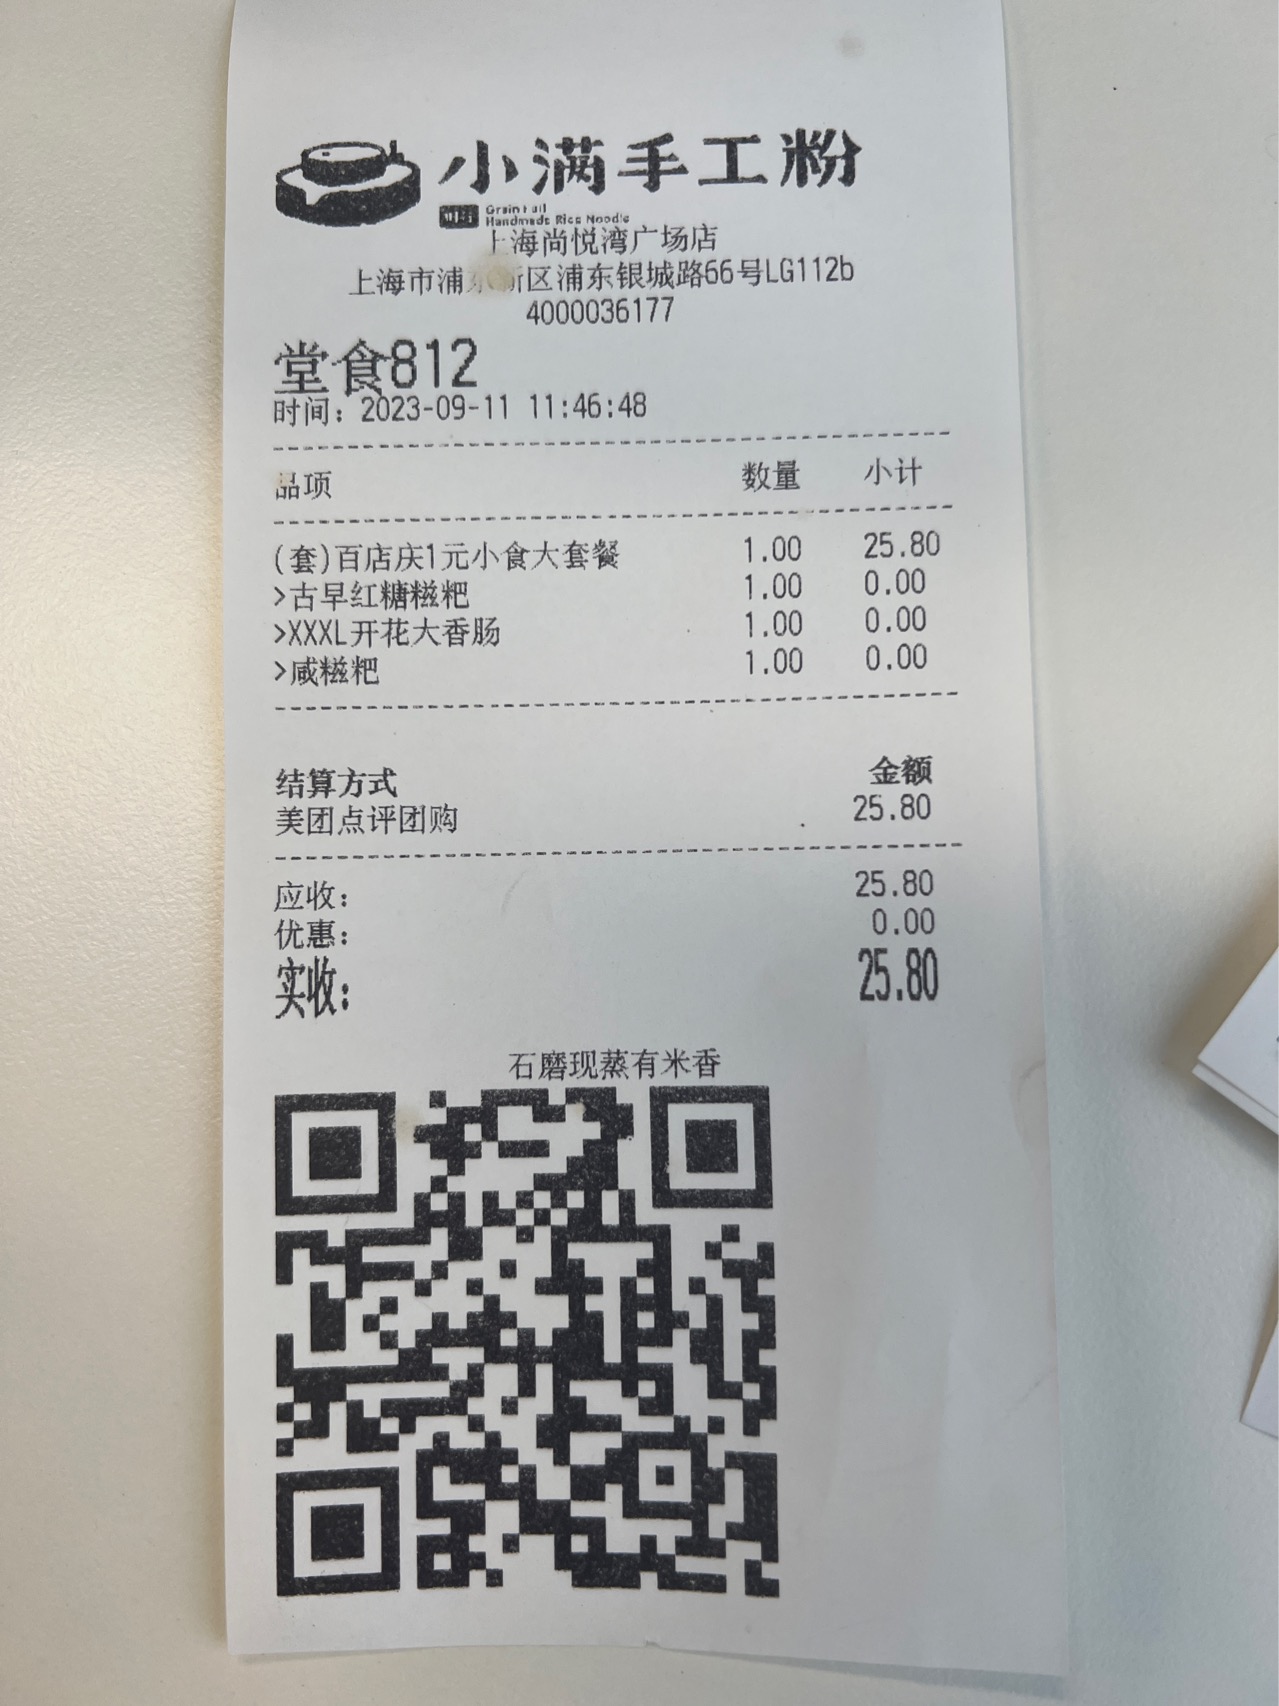 小满手工粉
Grain Full
Handmade Rice Noodle
上海尚悦湾广场店
上海市浦东新区浦东银城路66号LG112b
4000036177
堂食812
时间：2023-09-11 11:46:48
品项 数量 小计
(套)百店庆1元小食大套餐 1.00 25.80
>古早红糖糍粑 1.00 0.00
>XXXL开花大香肠 1.00 0.00
>咸糍粑 1.00 0.00
结算方式 金额
美团点评团购 25.80
应收： 25.80
优惠： 0.00
实收： 25.80
石磨现蒸有米香